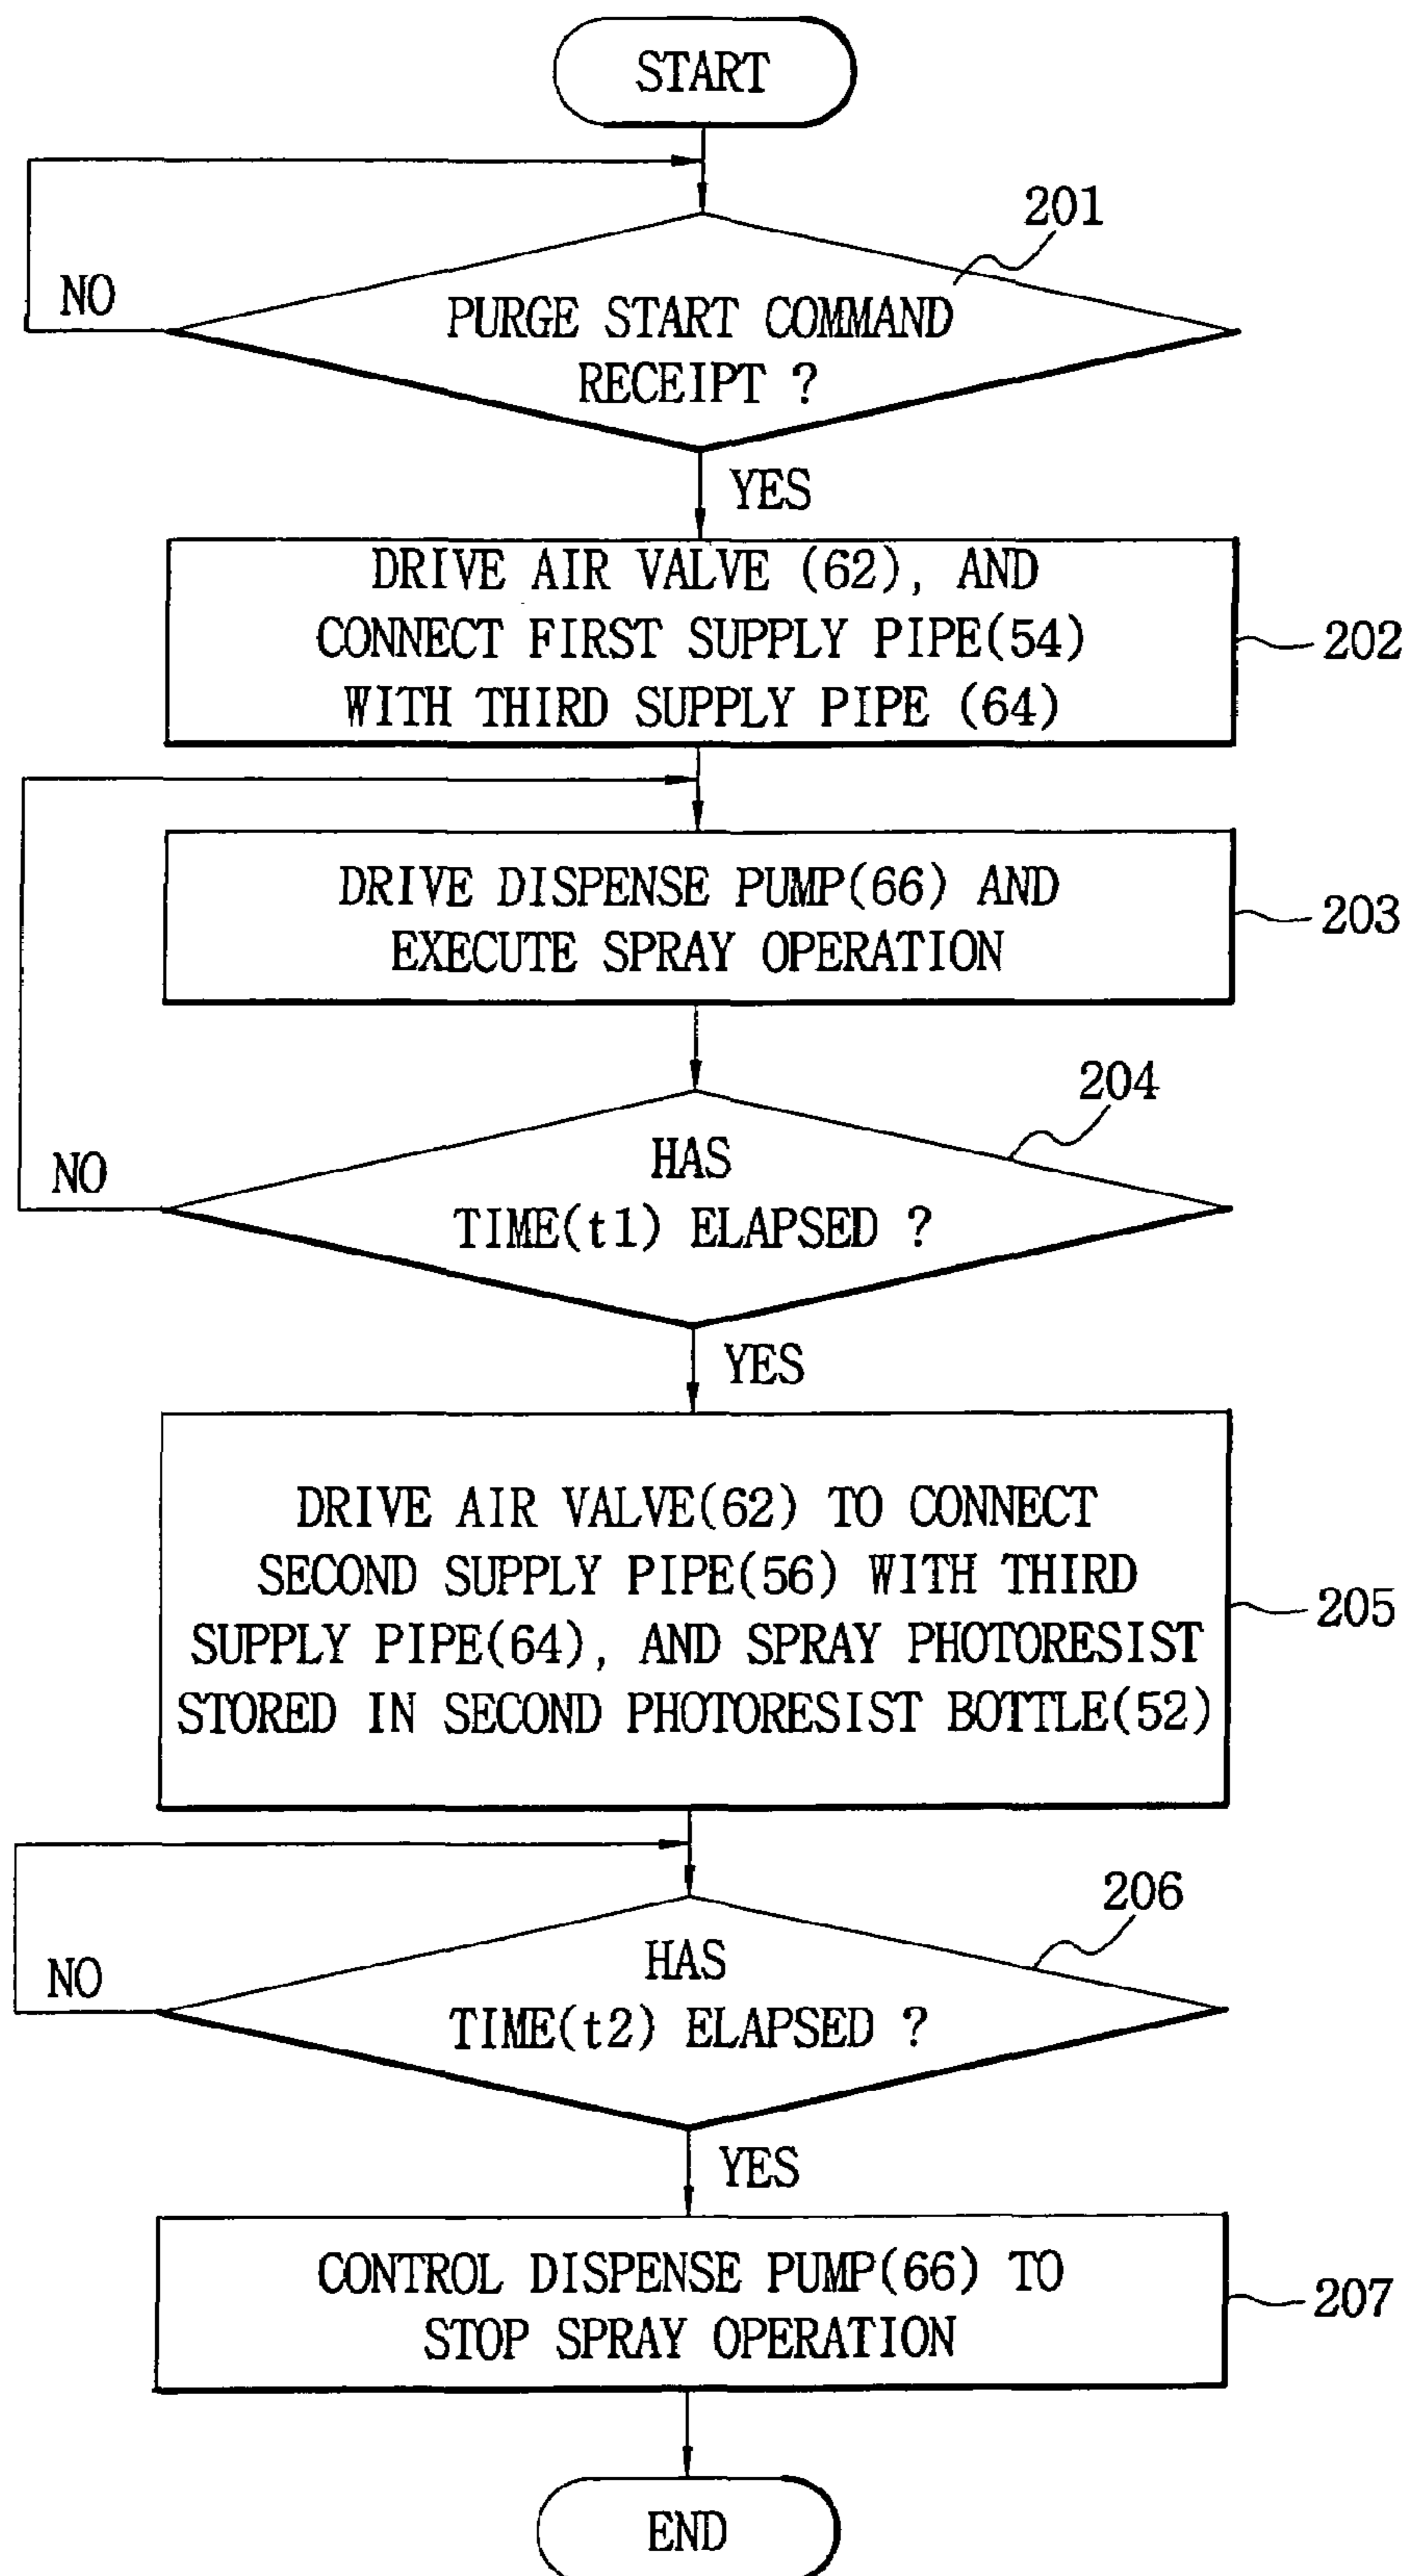 START
201
NO
PURGE START COMMAND
RECEIPT ?
YES
DRIVE AIR VALVE (62), AND
CONNECT FIRST SUPPLY PIPE(54)
WITH THIRD SUPPLY PIPE (64)
202
DRIVE DISPENSE PUMP(66) AND
EXECUTE SPRAY OPERATION
203
204
NO
HAS
TIME(t1) ELAPSED ?
YES
DRIVE AIR VALVE(62) TO CONNECT
SECOND SUPPLY PIPE(56) WITH THIRD
SUPPLY PIPE(64), AND SPRAY PHOTORESIST
STORED IN SECOND PHOTORESIST BOTTLE(52)
205
206
NO
HAS
TIME(t2) ELAPSED ?
YES
CONTROL DISPENSE PUMP(66) TO
STOP SPRAY OPERATION
207
END